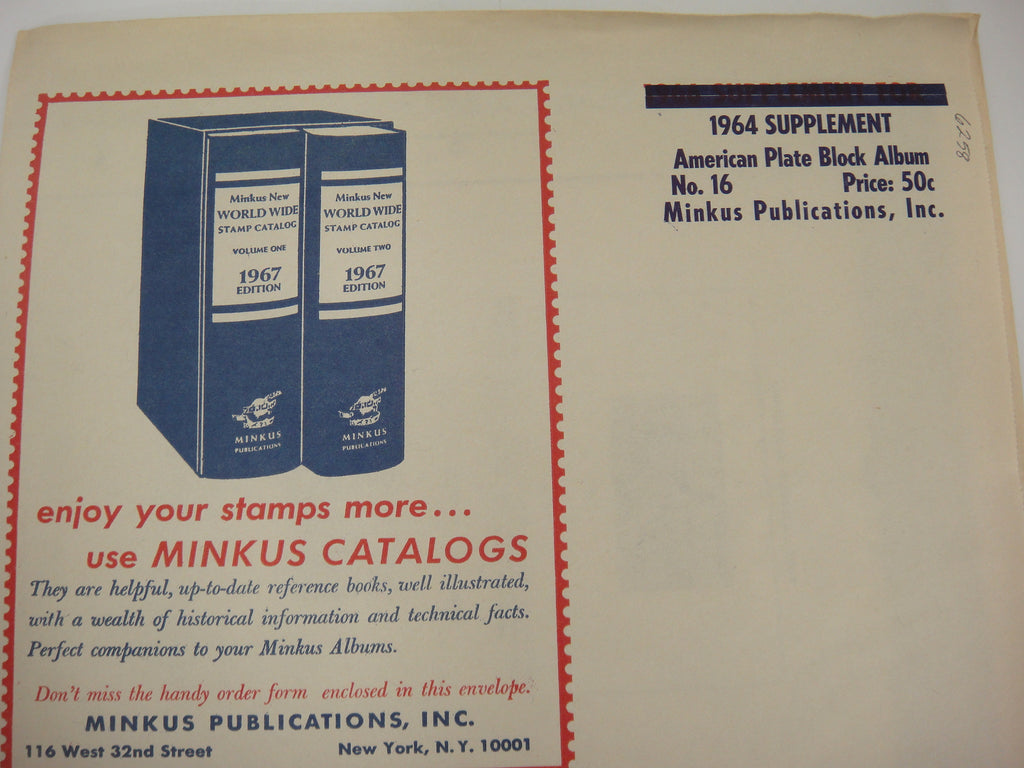 Minkus New
WORLD WIDE
STAMP CATALOG
VOLUME ONE
1967
EDITION
MINKUS
PUBLICATIONS
Minkus New
WORLD WIDE
STAMP CATALOG
VOLUME TWO
1967
EDITION
MINKUS
PUBLICATIONS
enjoy your stamps more...
use MINKUS CATALOGS
They are helpful, up-to-date reference books, well illustrated,
with a wealth of historical information and technical facts.
Perfect companions to your Minkus Albums.
Don't miss the handy order form enclosed in this envelope.
MINKUS PUBLICATIONS, INC.
116 West 32nd Street New York, N.Y. 10001
SUPPLEMENT FOR
1964 SUPPLEMENT
American Plate Block Album
No. 16 Price: 50c
Minkus Publications, Inc.
6258